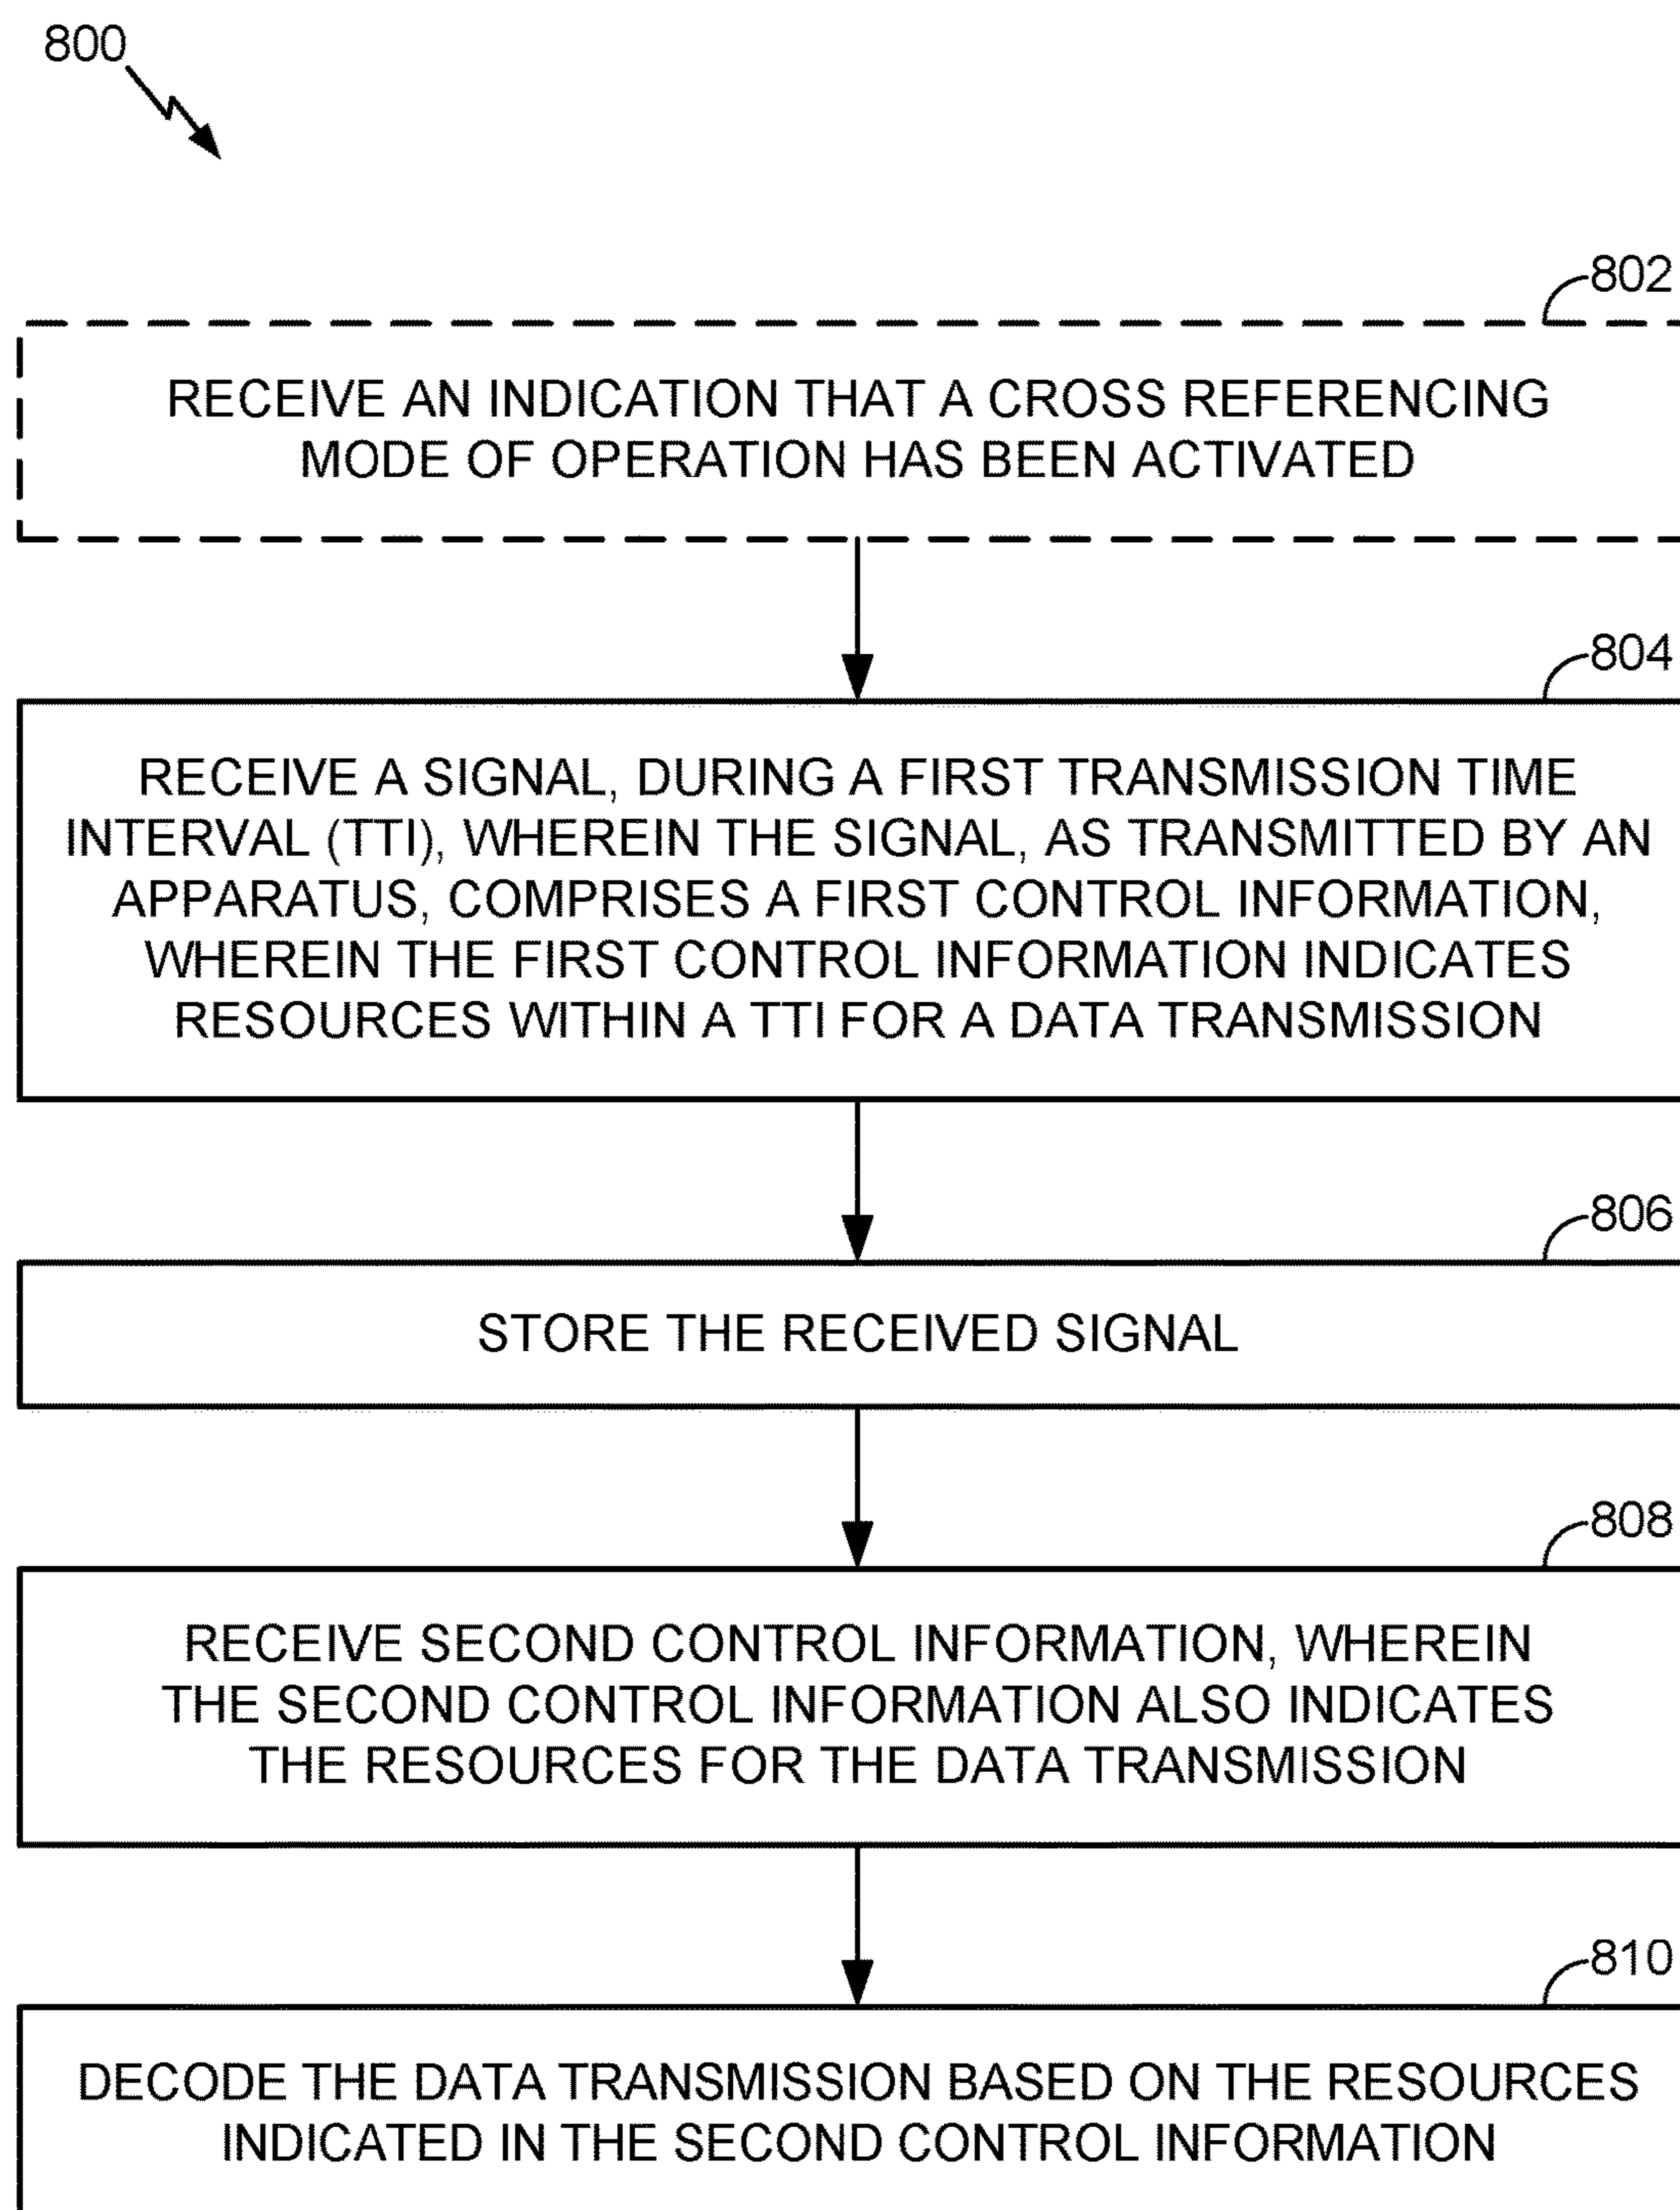 800
802
RECEIVE AN INDICATION THAT A CROSS REFERENCING
MODE OF OPERATION HAS BEEN ACTIVATED
804
RECEIVE A SIGNAL, DURING A FIRST TRANSMISSION TIME
INTERVAL (TTI), WHEREIN THE SIGNAL, AS TRANSMITTED BY AN
APPARATUS, COMPRISES A FIRST CONTROL INFORMATION,
WHEREIN THE FIRST CONTROL INFORMATION INDICATES
RESOURCES WITHIN A TTI FOR A DATA TRANSMISSION
806
STORE THE RECEIVED SIGNAL
808
RECEIVE SECOND CONTROL INFORMATION, WHEREIN
THE SECOND CONTROL INFORMATION ALSO INDICATES
THE RESOURCES FOR THE DATA TRANSMISSION
810
DECODE THE DATA TRANSMISSION BASED ON THE RESOURCES
INDICATED IN THE SECOND CONTROL INFORMATION